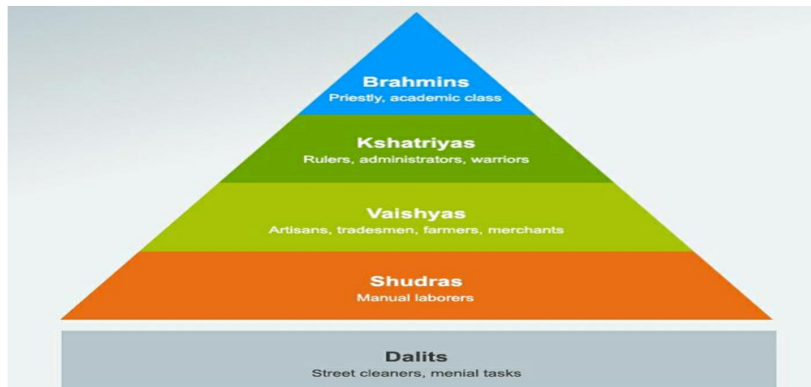 Brahmins
Priestly, academic class
Kshatriyas
Rulers, administrators, warriors
Vaishyas
Artisans, tradesmen, farmers, merchants
Shudras
Manual laborers
Dalits
Street cleaners, menial tasks